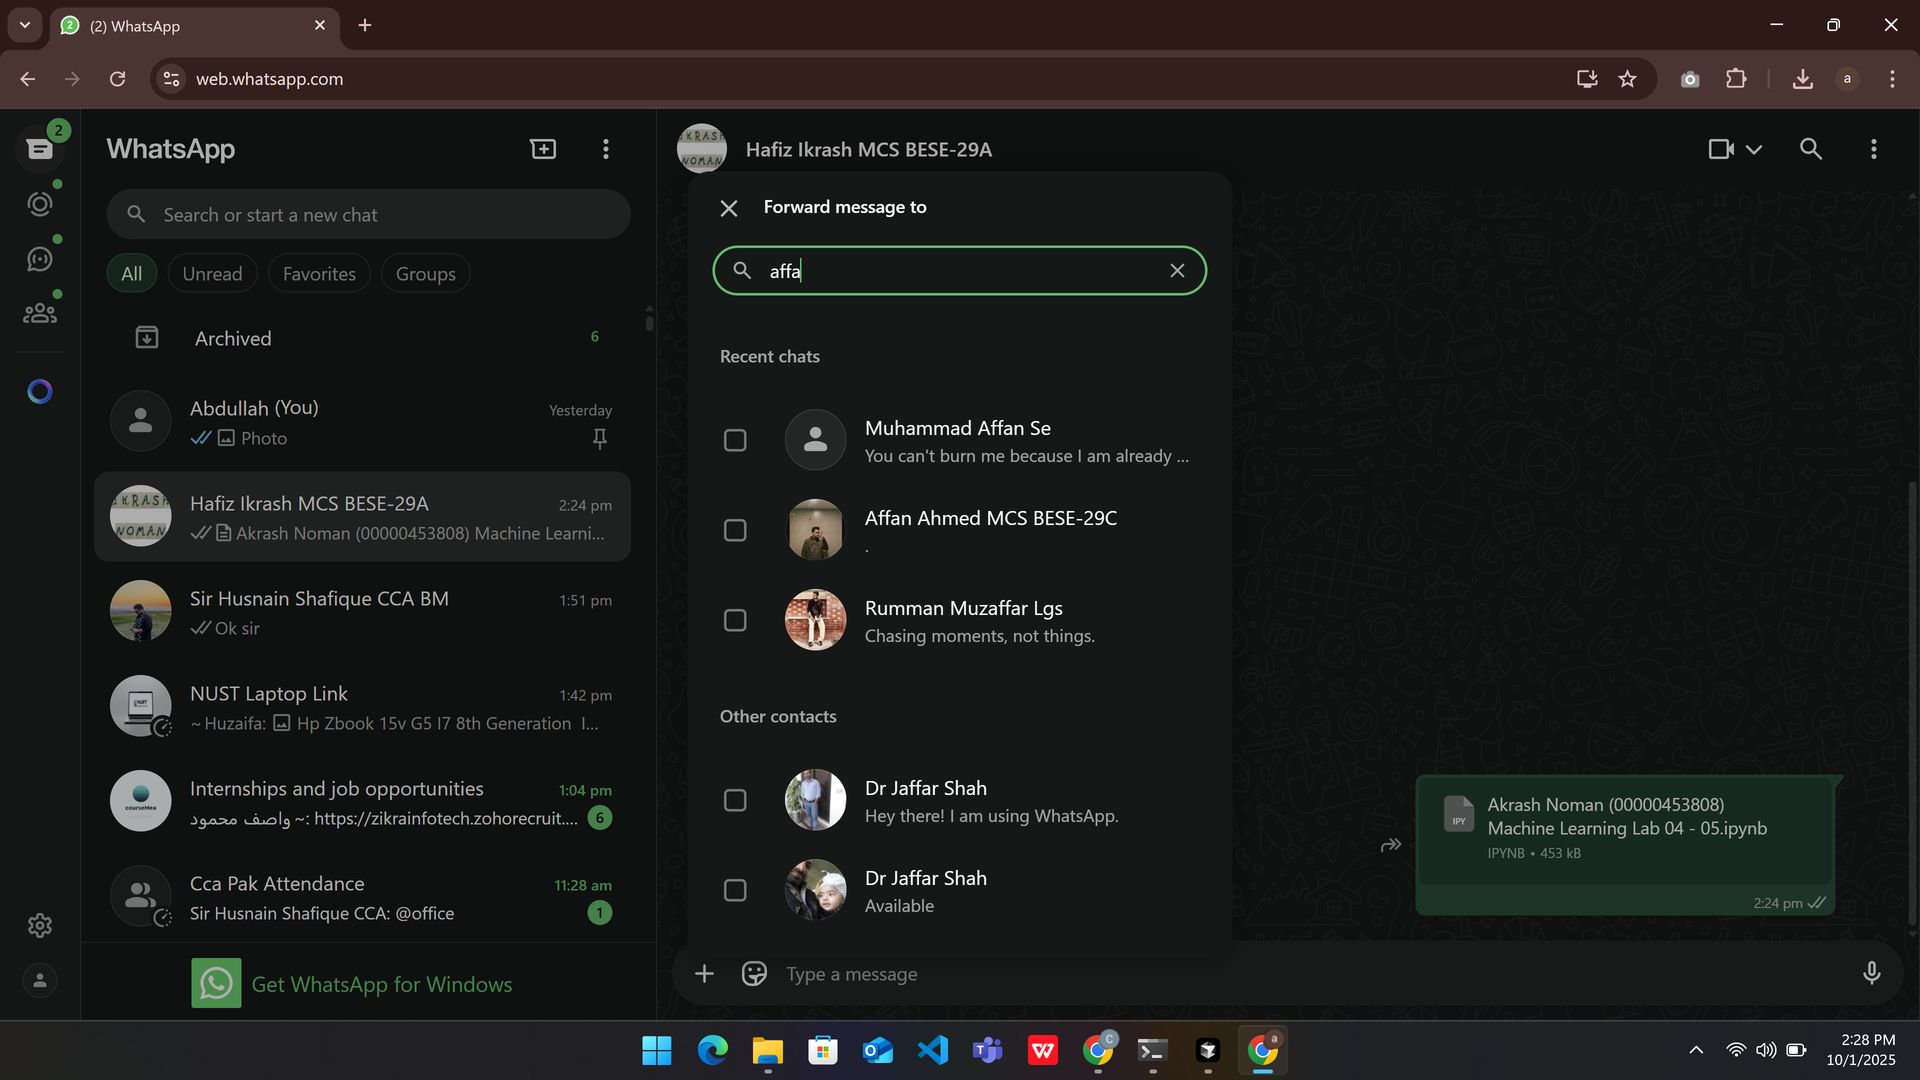 2
(2) WhatsApp
web.whatsapp.com
a
2
WhatsApp
Search or start a new chat
All
Unread
Favorites
Groups
Archived
6
Abdullah (You)
Yesterday
Photo
KRASH
NOMAN
Hafiz Ikrash MCS BESE-29A
2:24 pm
Akrash Noman (00000453808) Machine Learni...
Sir Husnain Shafique CCA BM
1:51 pm
Ok sir
NUST Laptop Link
1:42 pm
~ Huzaifa: Hp Zbook 15v G5 I7 8th Generation I...
courseMea
Internships and job opportunities
1:04 pm
واصف محمود ~: https://zikrainfotech.zohorecruit....
6
Cca Pak Attendance
11:28 am
Sir Husnain Shafique CCA: @office
1
Get WhatsApp for Windows
KRASH
NOMAN
Hafiz Ikrash MCS BESE-29A
Forward message to
affa
Recent chats
Muhammad Affan Se
You can't burn me because I am already ...
Affan Ahmed MCS BESE-29C
.
Rumman Muzaffar Lgs
Chasing moments, not things.
Other contacts
Dr Jaffar Shah
Hey there! I am using WhatsApp.
Dr Jaffar Shah
Available
IPY
Akrash Noman (00000453808)
Machine Learning Lab 04 - 05.ipynb
IPYNB • 453 kB
2:24 pm
Type a message
C
a
2:28 PM
10/1/2025